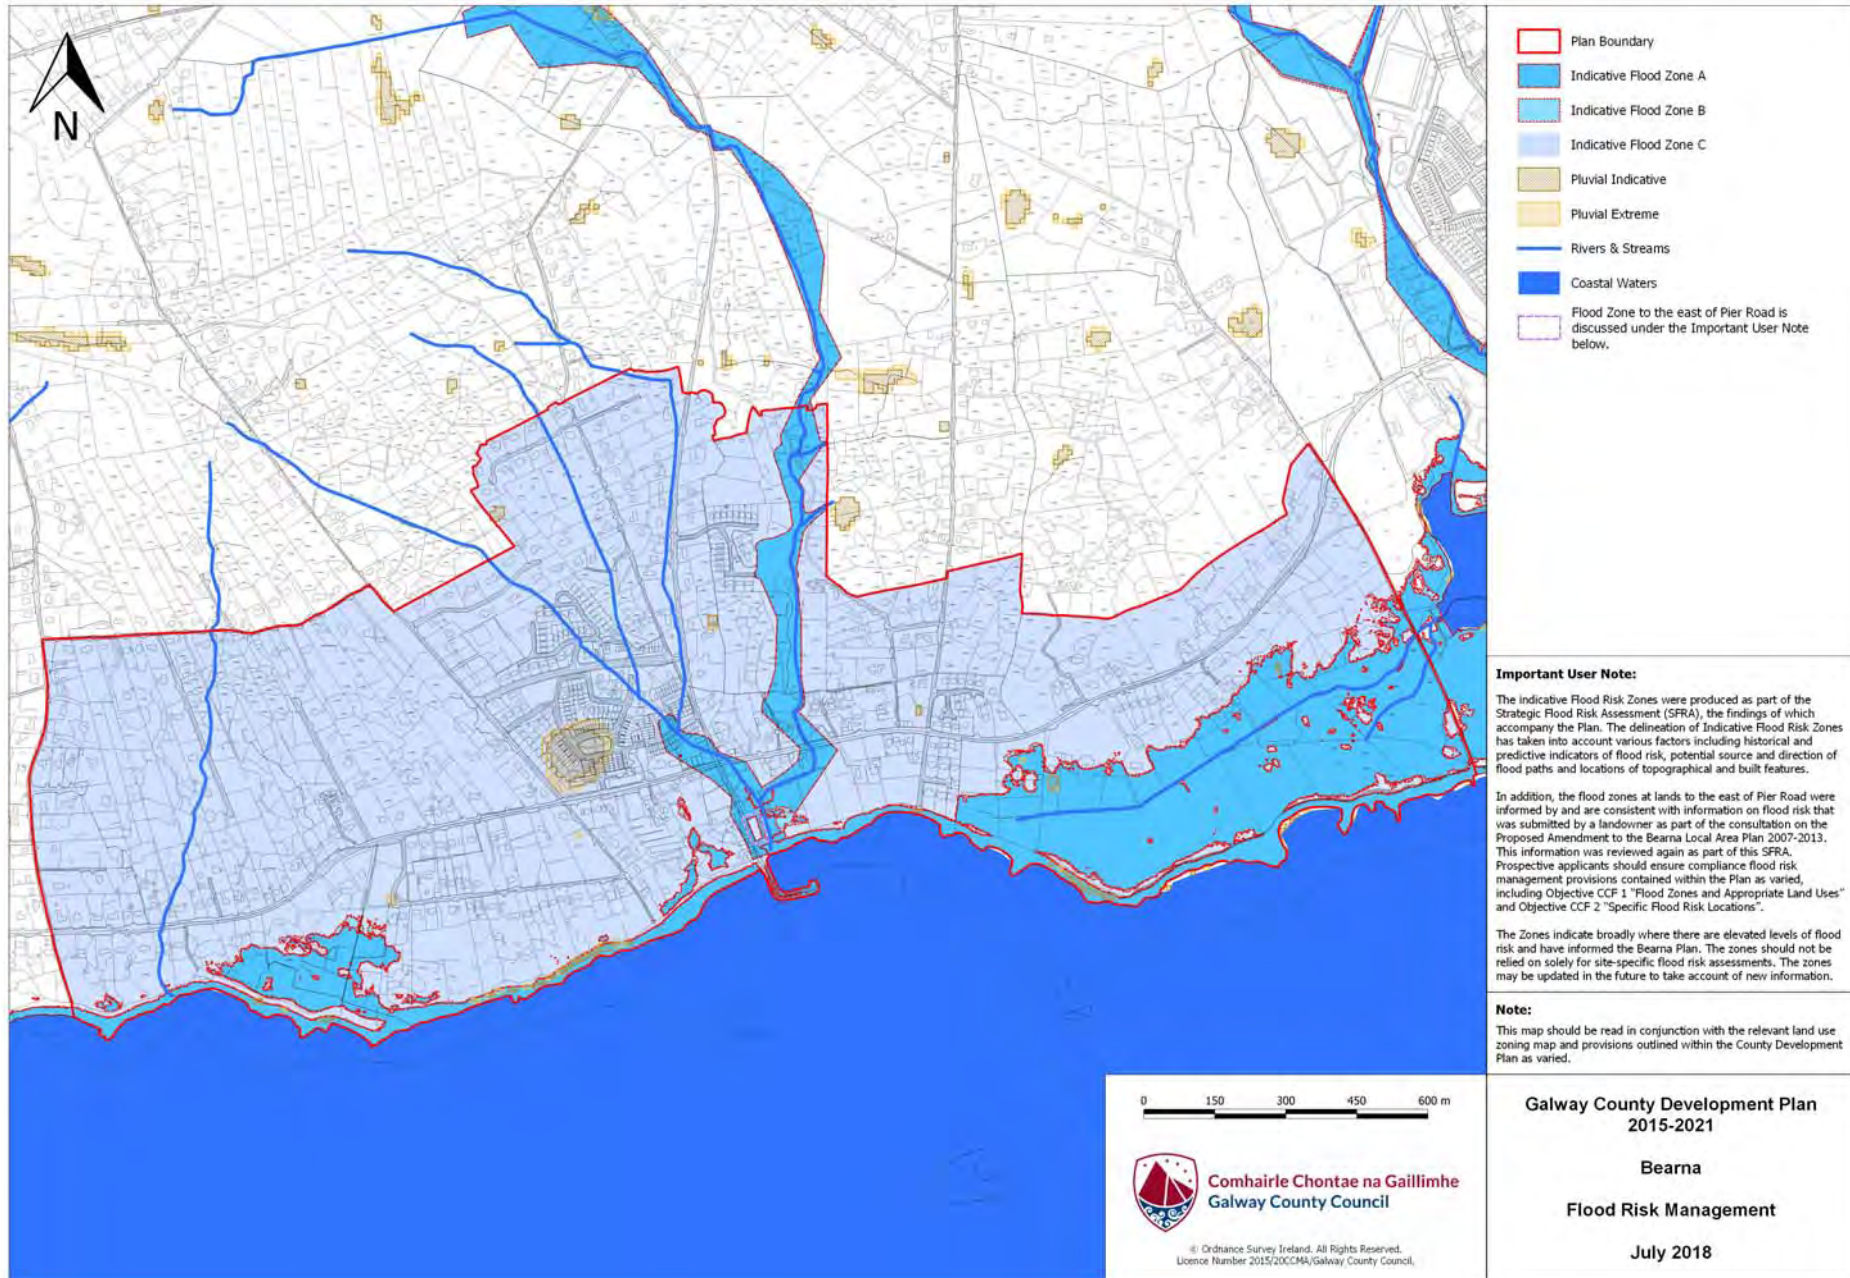 N
Plan Boundary
Indicative Flood Zone A
Indicative Flood Zone B
Indicative Flood Zone C
Pluvial Indicative
Pluvial Extreme
Rivers & Streams
Coastal Waters
Flood Zone to the east of Pier Road is
discussed under the Important User Note
below.
Important User Note:
The indicative Flood Risk Zones were produced as part of the
Strategic Flood Risk Assessment (SFRA), the findings of which
accompany the Plan. The delineation of Indicative Flood Risk Zones
has taken into account various factors including historical and
predictive indicators of flood risk, potential source and direction of
flood paths and locations of topographical and built features.
In addition, the flood zones at lands to the east of Pier Road were
informed by and are consistent with information on flood risk that
was submitted by a landowner as part of the consultation on the
Proposed Amendment to the Bearna Local Area Plan 2007-2013.
This information was reviewed again as part of this SFRA.
Prospective applicants should ensure compliance flood risk
management provisions contained within the Plan as varied,
including Objective CCF 1 "Flood Zones and Appropriate Land Uses"
and Objective CCF 2 "Specific Flood Risk Locations".
The Zones indicate broadly where there are elevated levels of flood
risk and have informed the Bearna Plan. The zones should not be
relied on solely for site-specific flood risk assessments. The zones
may be updated in the future to take account of new information.
Note:
This map should be read in conjunction with the relevant land use
zoning map and provisions outlined within the County Development
Plan as varied.
0 150 300 450 600 m
Comhairle Chontae na Gaillimhe
Galway County Council
© Ordnance Survey Ireland. All Rights Reserved.
Licence Number 2015/20CCMA/Galway County Council.
Galway County Development Plan
2015-2021
Bearna
Flood Risk Management
July 2018